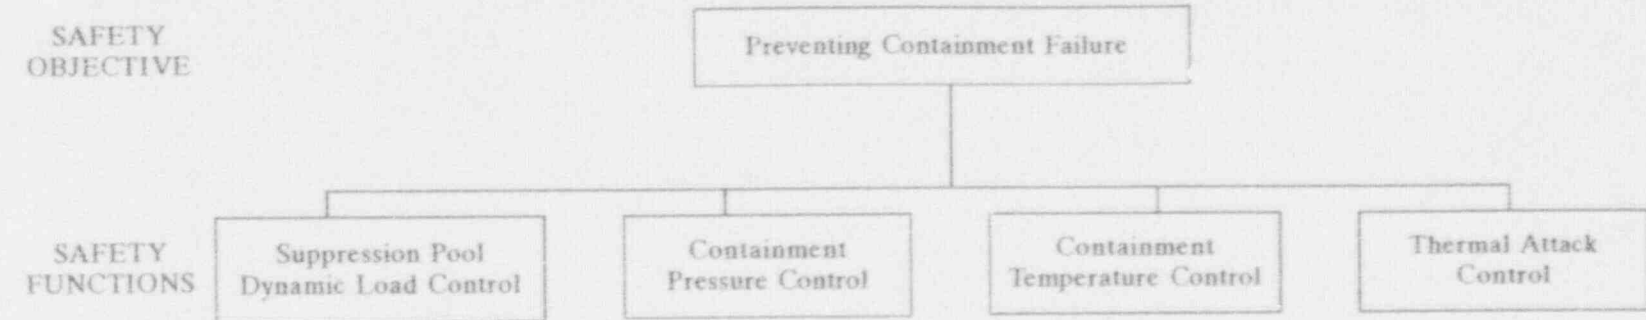 SAFETY
OBJECTIVE
Preventing Containment Failure
SAFETY
FUNCTIONS
Suppression Pool
Dynamic Load Control
Containment
Pressure Control
Containment
Temperature Control
Thermal Attack
Control